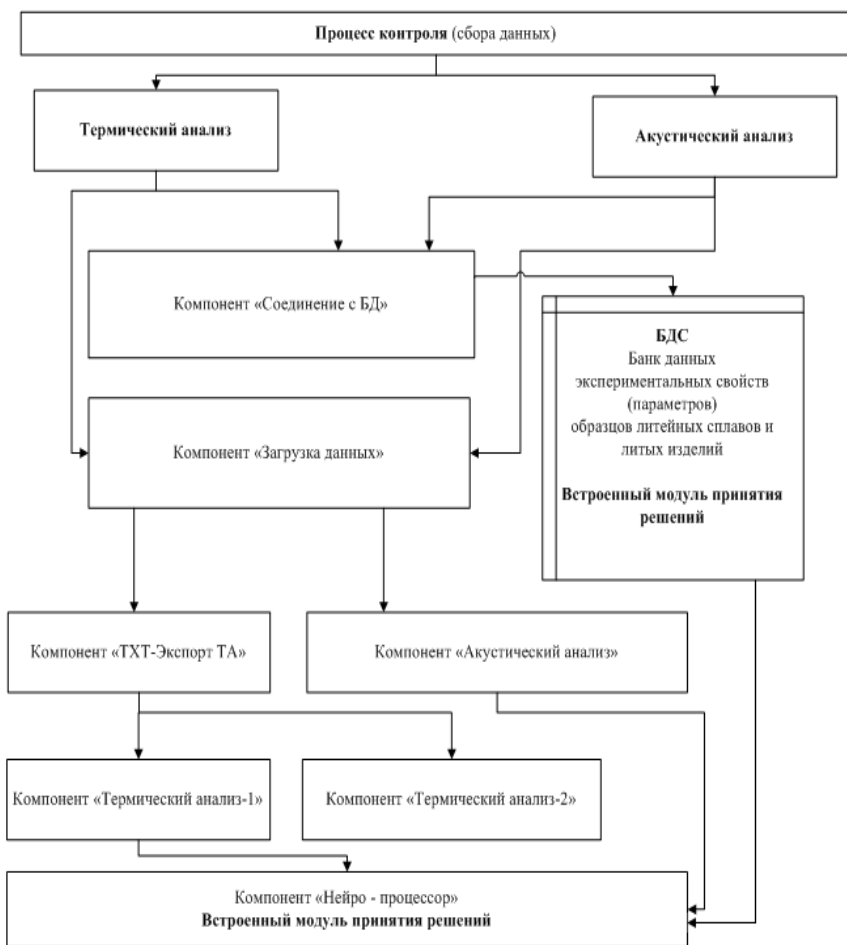 Процесс контроля (сбора данных)
Термический анализ
Акустический анализ
Компонент «Соединение с БД»
БДС
Банк данных
экспериментальных свойств
(параметров)
образцов литейных сплавов и
литых изделий
Встроенный модуль принятия
решений
Компонент «Загрузка данных»
Компонент «ТХТ-Экспорт ТА»
Компонент «Акустический анализ»
Компонент «Термический анализ-1»
Компонент «Термический анализ-2»
Компонент «Нейро - процессор»
Встроенный модуль принятия решений